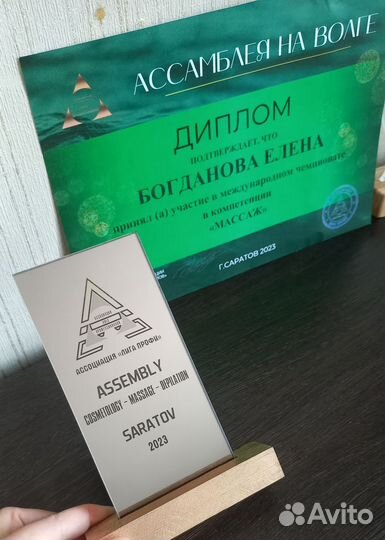 АССАМБЛЕЯ НА ВОЛГЕ
ДИПЛОМ
ПОДТВЕРЖДАЕТ, ЧТО
БОГДАНОВА ЕЛЕНА
принял (а) участие в международном чемпионате
в компетенции
«МАССАЖ»
Г.САРАТОВ 2023
АССОЦИАЦИЯ «ЛИГА ПРОФИ»
ASSEMBLY
COSMETOLOGY – MASSAGE – DEPILATION
SARATOV
2023
Avito